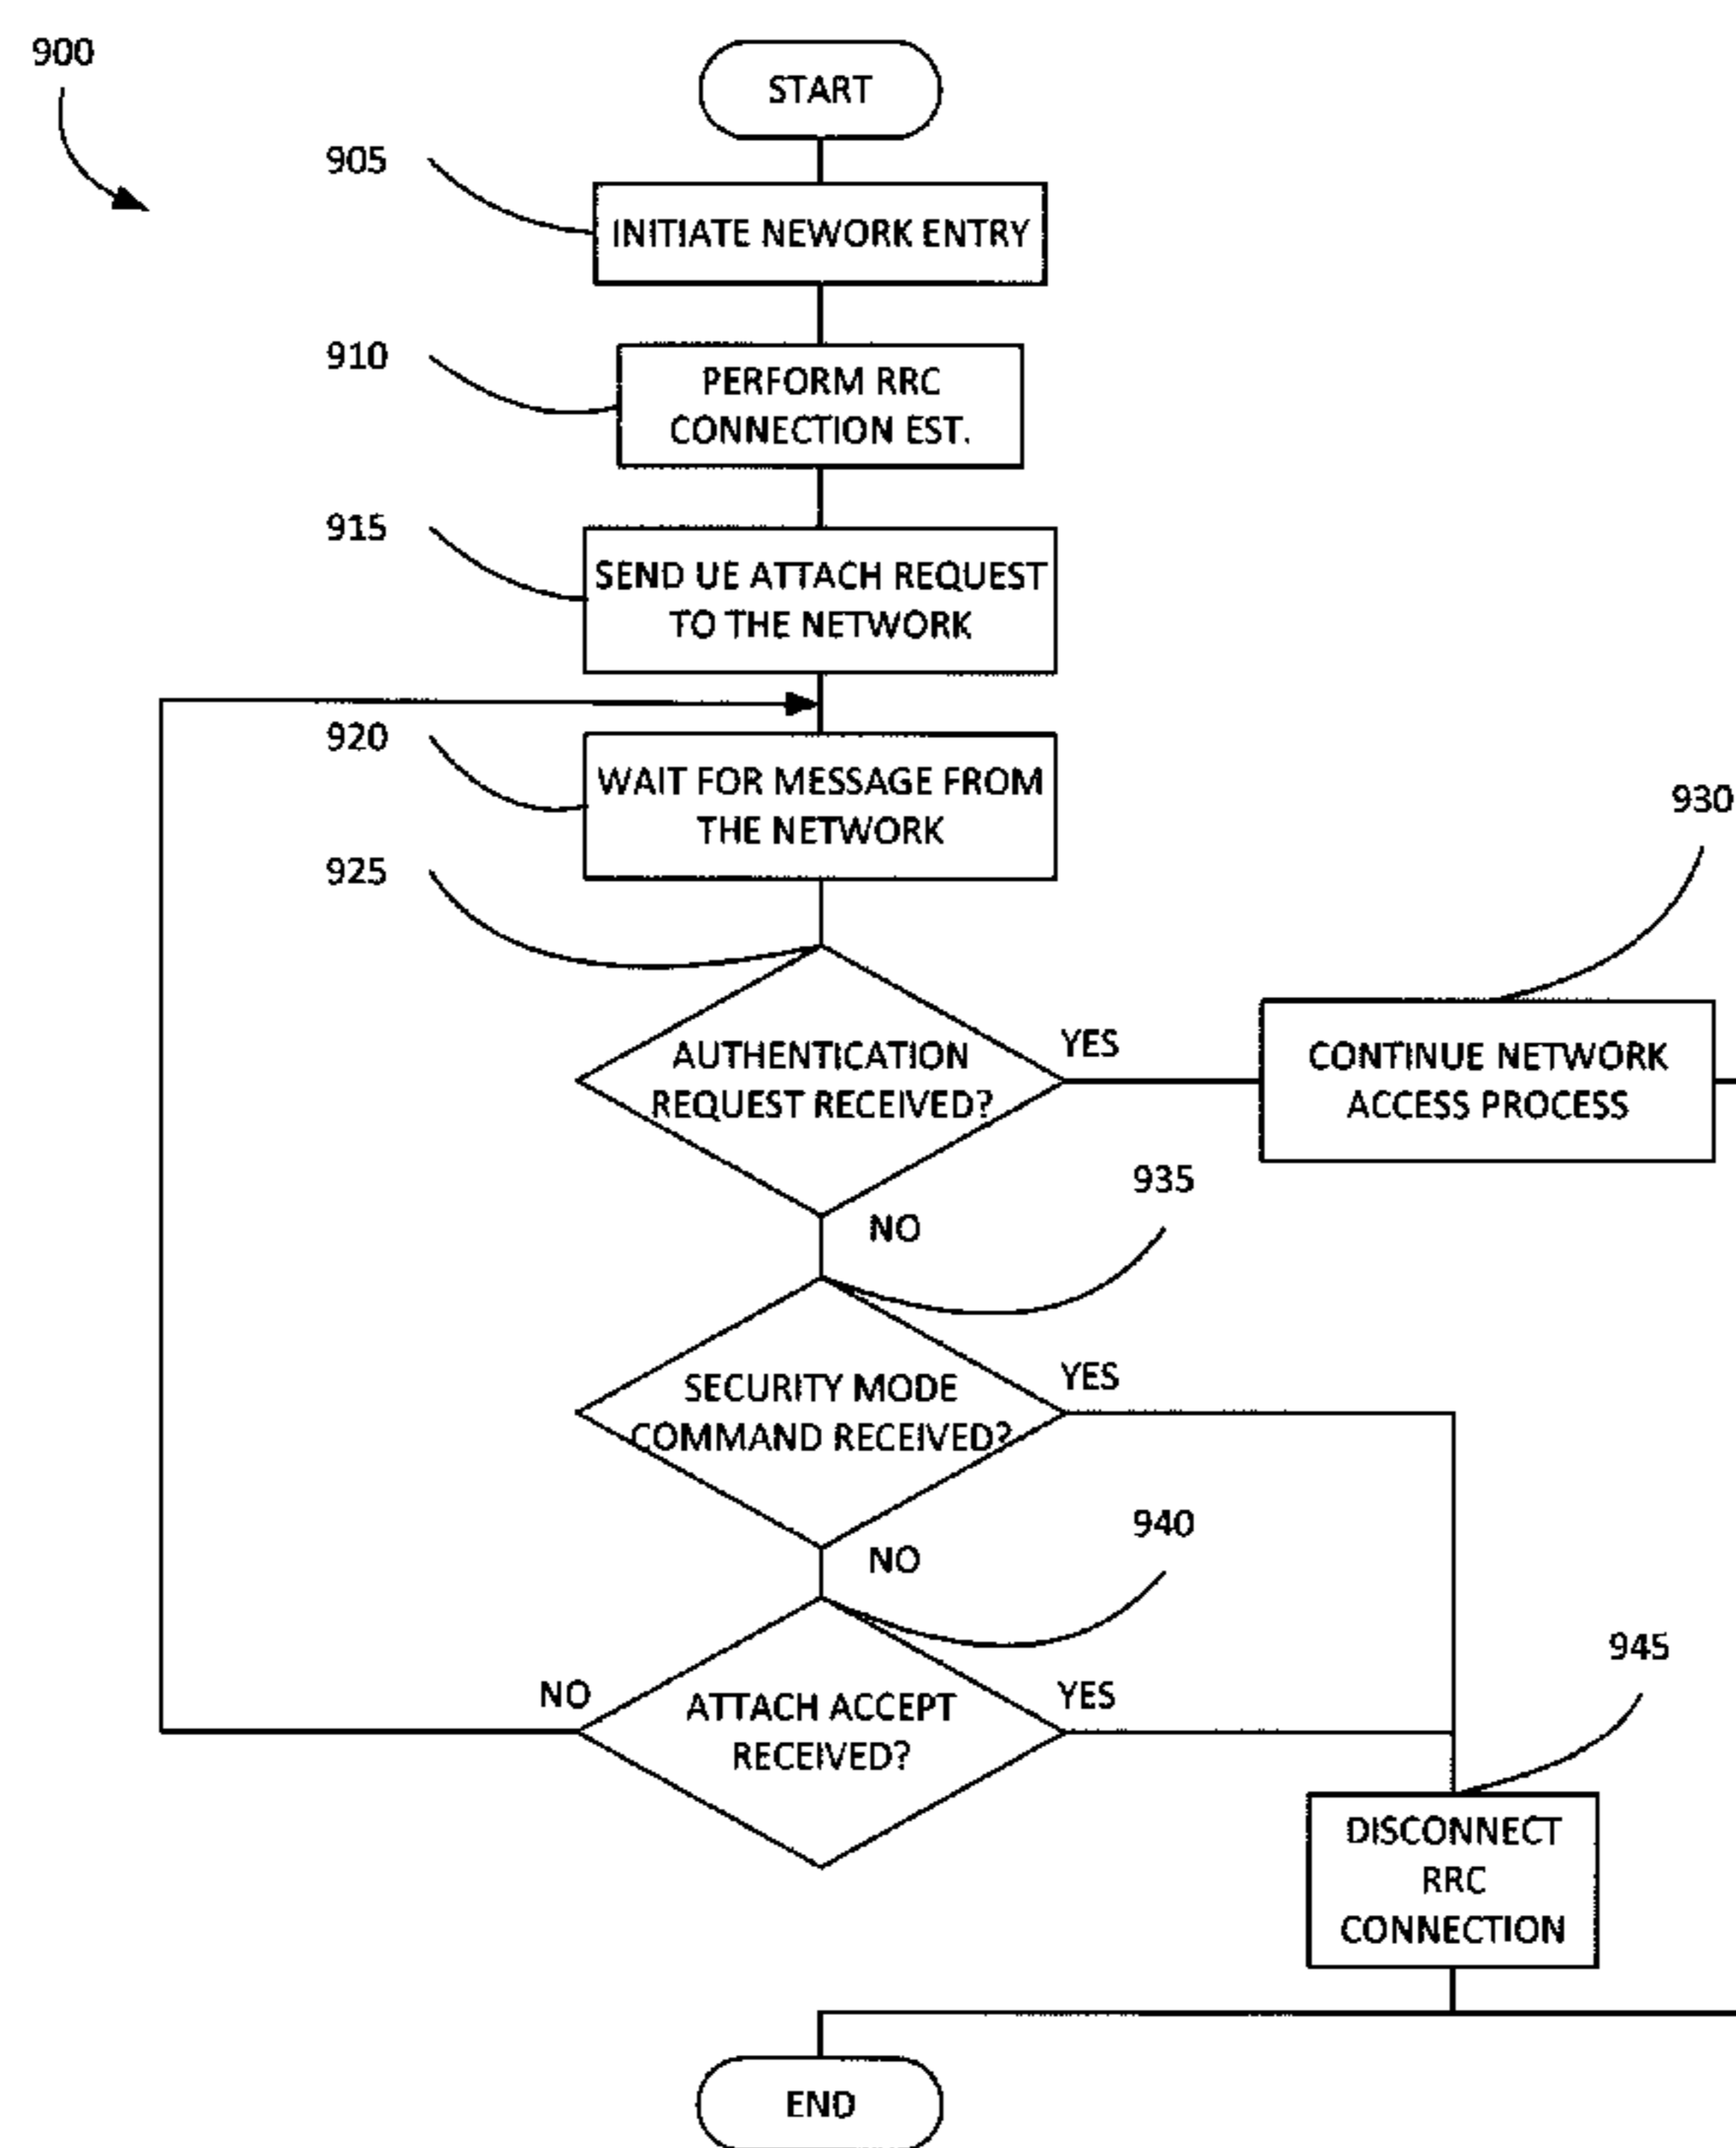 900
START
905
INITIATE NEWORK ENTRY
910
PERFORM RRC
CONNECTION EST.
915
SEND UE ATTACH REQUEST
TO THE NETWORK
920
WAIT FOR MESSAGE FROM
THE NETWORK
925
930
AUTHENTICATION
REQUEST RECEIVED?
YES
CONTINUE NETWORK
ACCESS PROCESS
NO
935
SECURITY MODE
COMMAND RECEIVED?
YES
NO
940
NO
ATTACH ACCEPT
RECEIVED?
YES
945
DISCONNECT
RRC
CONNECTION
END